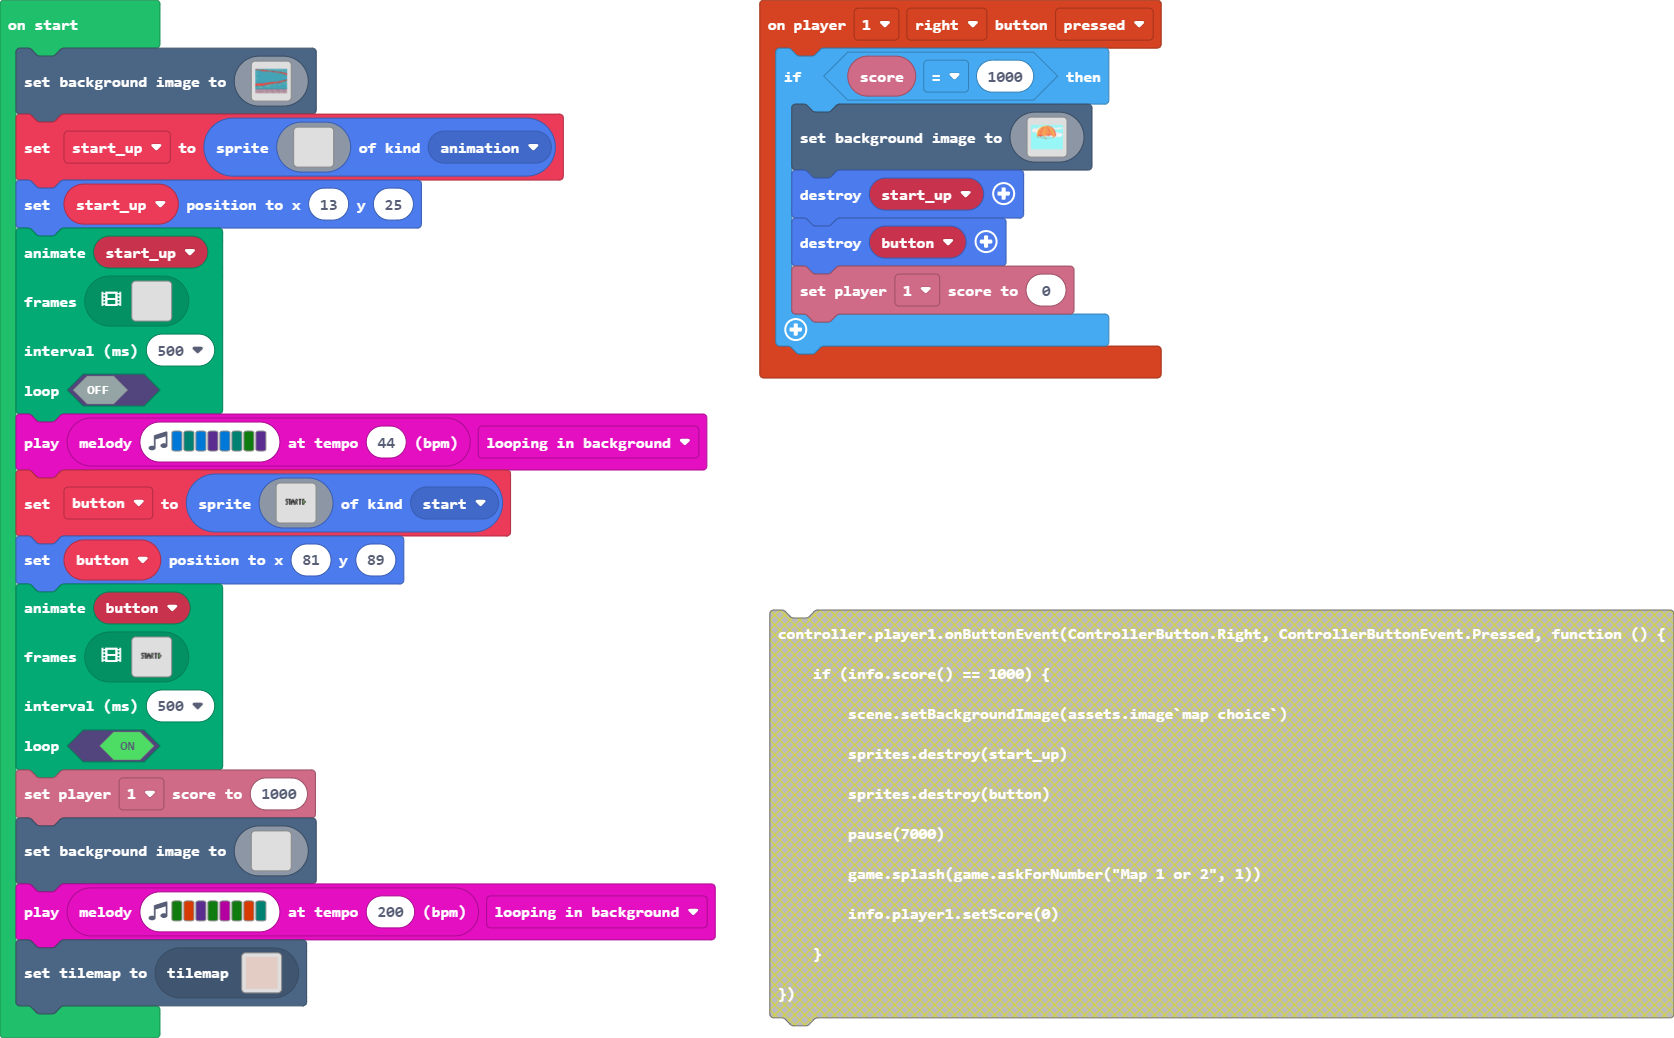 on start
set background image to
set start_up to sprite of kind animation
set start_up position to x 13 y 25
animate start_up
frames
interval (ms) 500
loop OFF
play melody at tempo 44 (bpm) looping in background
set button to sprite START of kind start
set button position to x 81 y 89
animate button
frames START
interval (ms) 500
loop ON
set player 1 score to 1000
set background image to
play melody at tempo 200 (bpm) looping in background
set tilemap to tilemap
on player 1 right button pressed
if score = 1000 then
set background image to
destroy start_up
destroy button
set player 1 score to 0
controller.player1.onButtonEvent(ControllerButton.Right, ControllerButtonEvent.Pressed, function () {
if (info.score() == 1000) {
scene.setBackgroundImage(assets.image`map choice`)
sprites.destroy(start_up)
sprites.destroy(button)
pause(7000)
game.splash(game.askForNumber("Map 1 or 2", 1))
info.player1.setScore(0)
}
})